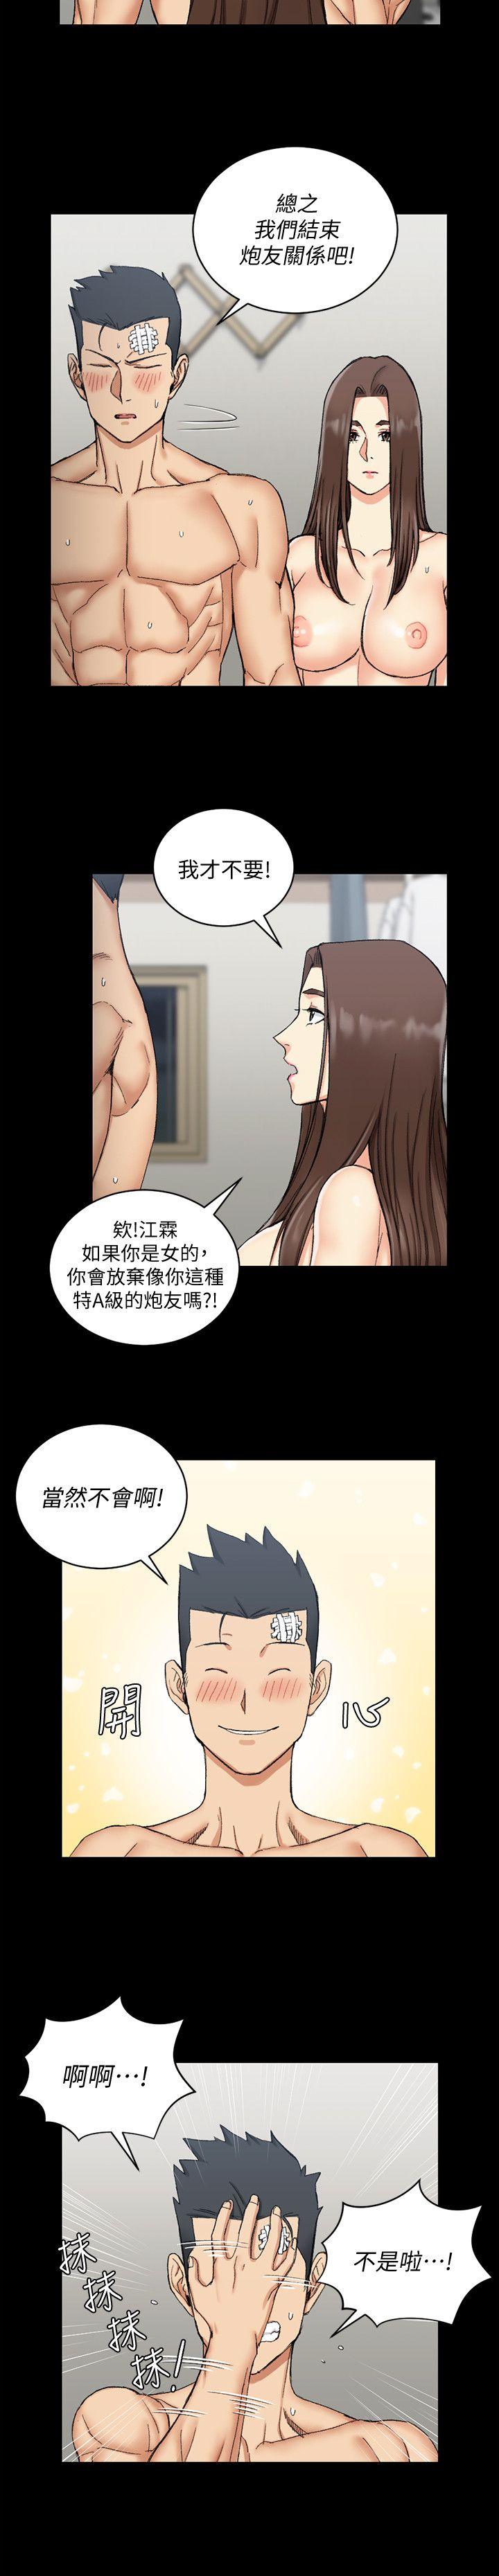 總之
我們結束
炮友關係吧!
我才不要!
欸!江霖
如果你是女的,
你會放棄像你這種
特A級的炮友嗎?!
當然不會啊!
開心
啊啊…!
不是啦…!
抹
抹
抹
抹!